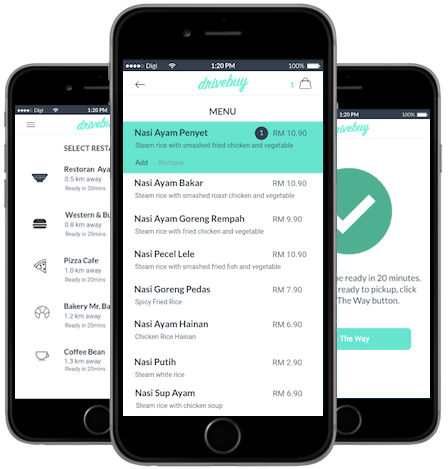 Digi
1:20 PM
drivebuy
SELECT RESTA
Restoran Aya
0.5 km away
Ready in 20mins
Western & Bu
0.8 km away
Ready in 20mins
Pizza Cafe
1.0 km away
Ready in 20mins
Bakery Mr. Ba
1.3 km away
Ready in 20mins
Coffee Bean
1.3 km away
Ready in 20mins
Digi
1:20 PM
100%
drivebuy
1
MENU
Nasi Ayam Penyet 1 RM 10.90
Steam rice with smashed fried chicken and vegetable
Add Remove
Nasi Ayam Bakar RM 10.90
Steam rice with smashed roast chicken and vegetable
Nasi Ayam Goreng Rempah RM 9.90
Steam rice with fried chicken and vegetable
Nasi Pecel Lele RM 10.90
Steam rice with smashed fried fish and vegetable
Nasi Goreng Pedas RM 7.90
Spicy Fried Rice
Nasi Ayam Hainan RM 6.90
Chicken Rice Hainan
Nasi Putih RM 2.90
Steam white rice
Nasi Sup Ayam RM 6.90
Steam rice with chicken soup
1:20 PM
100%
ivebuy
be ready in 20 minutes.
ready to pickup, click
The Way button.
The Way